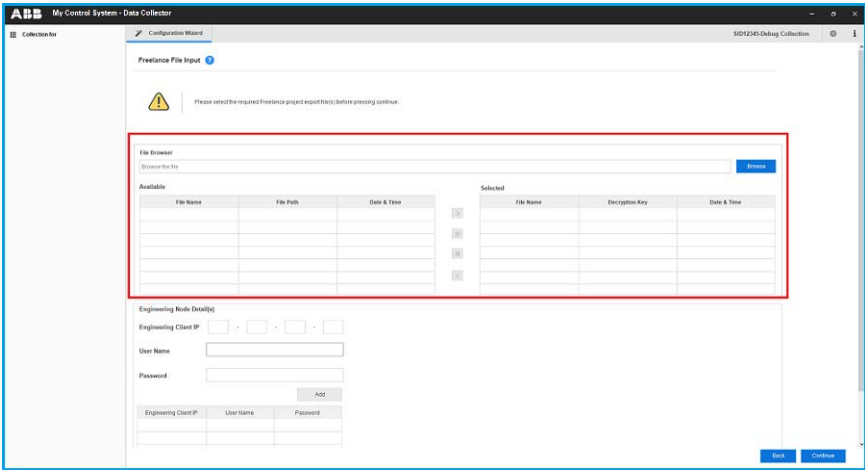 ABB My Control System - Data Collector
Collection for
Configuration Wizard
SID12345-Debug Collection
Freelance File Input
Please select the required Freelance project export file(s) before pressing continue.
File Browser
Browse the file
Browse
Available
Selected
File Name File Path Date & Time
File Name Decryption Key Date & Time
>
<
Engineering Node Detail(s)
Engineering Client IP
User Name
Password
Add
Engineering Client IP User Name Password
Back Continue